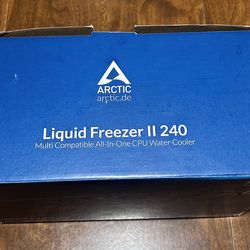 ARCTIC
arctic.de
Liquid Freezer II 240
Multi Compatible All-In-One CPU Water Cooler